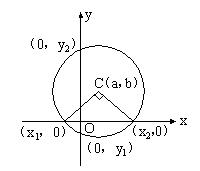 y
(0, y₂)
C(a,b)
x
(x₁, 0)
O
(x₂,0)
(0, y₁)